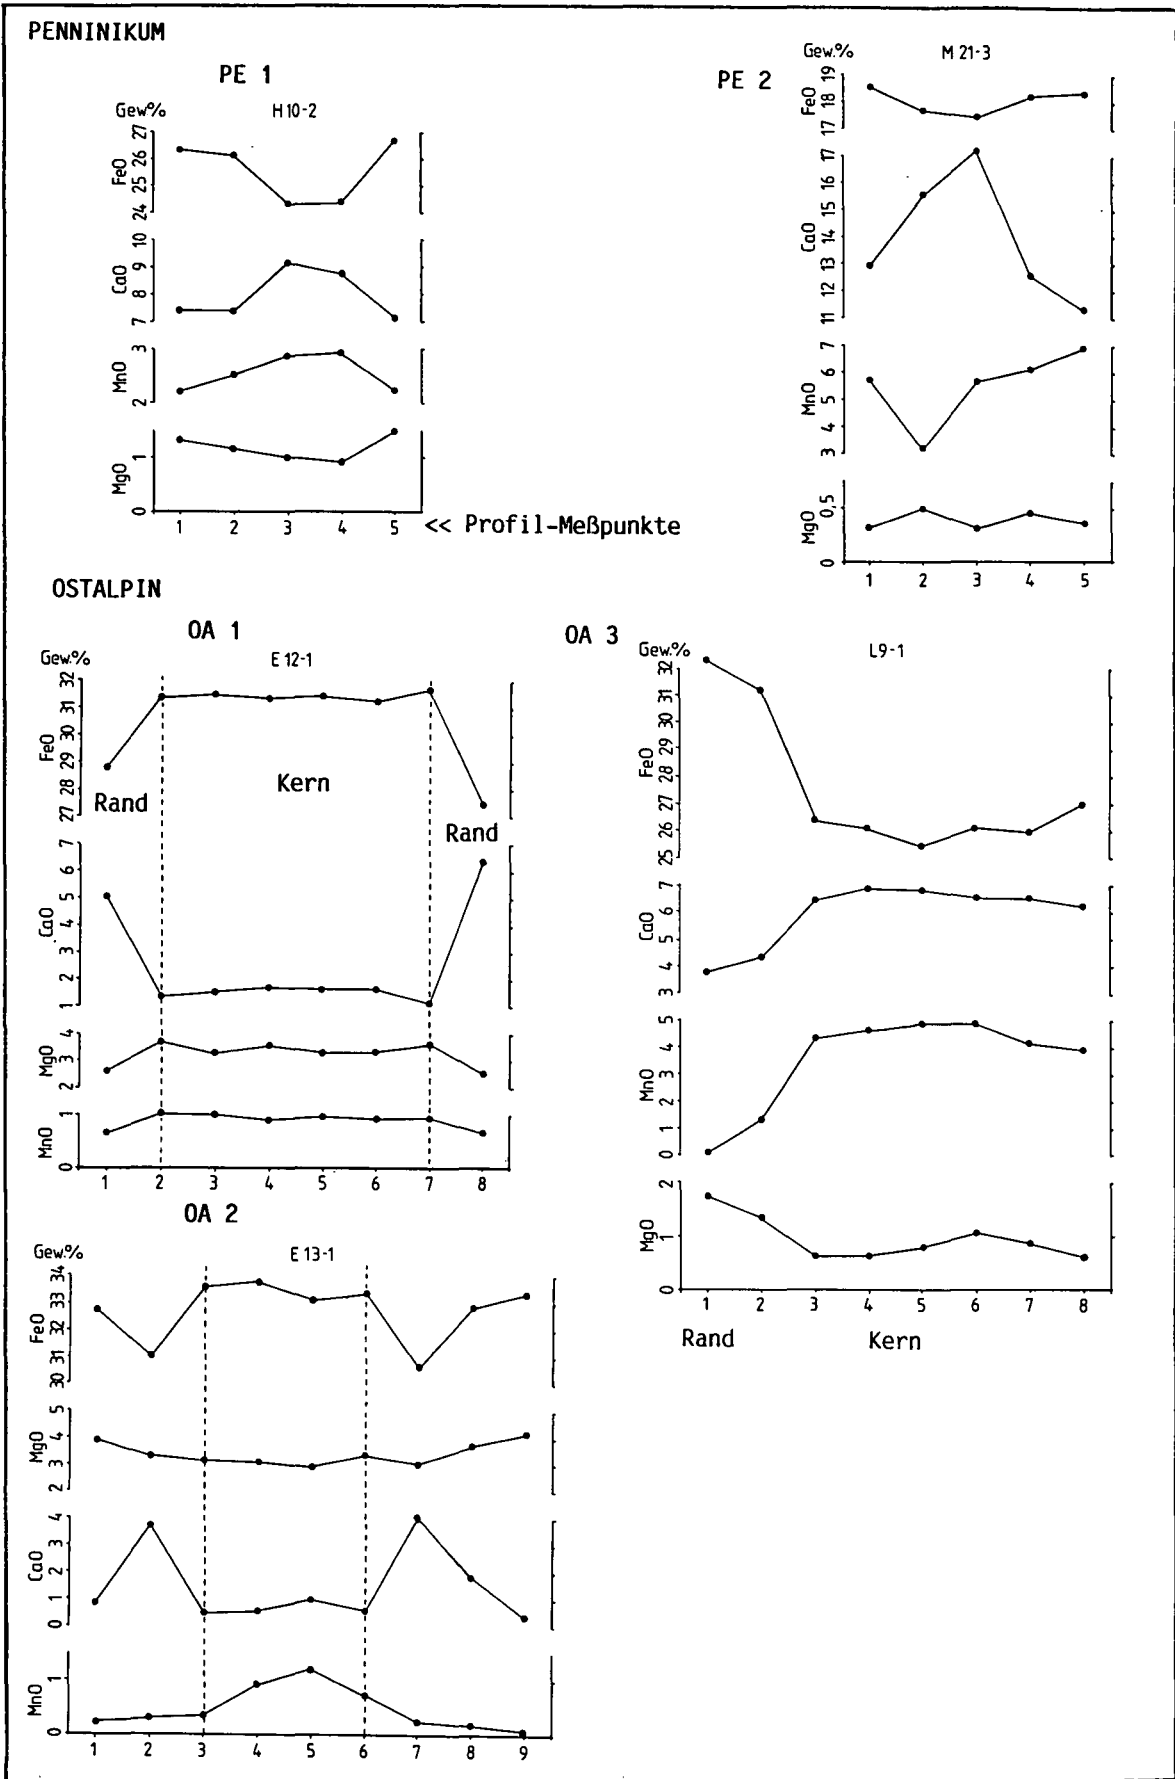 PENNINIKUM
PE 1
H10-2
Gew%
FeO
27
26
25
24
CaO
10
9
8
7
MnO
3
2
MgO
1
0
1 2 3 4 5
<< Profil-Meßpunkte
PE 2
M 21-3
Gew.%
FeO
19
18
17
CaO
17
16
15
14
13
12
11
MnO
7
6
5
4
3
MgO
0,5
0
1 2 3 4 5
OSTALPIN
OA 1
E 12-1
Gew.%
FeO
32
31
30
29
28
27
Rand
Kern
Rand
CaO
7
6
5
4
3
2
1
MgO
4
3
2
MnO
1
0
1 2 3 4 5 6 7 8
OA 3
L9-1
Gew.%
FeO
32
31
30
29
28
27
26
25
CaO
7
6
5
4
3
MnO
5
4
3
2
1
0
MgO
2
1
0
1 2 3 4 5 6 7 8
Rand
Kern
OA 2
E 13-1
Gew.%
FeO
34
33
32
31
30
MgO
5
4
3
2
CaO
4
3
2
1
0
MnO
1
0
1 2 3 4 5 6 7 8 9